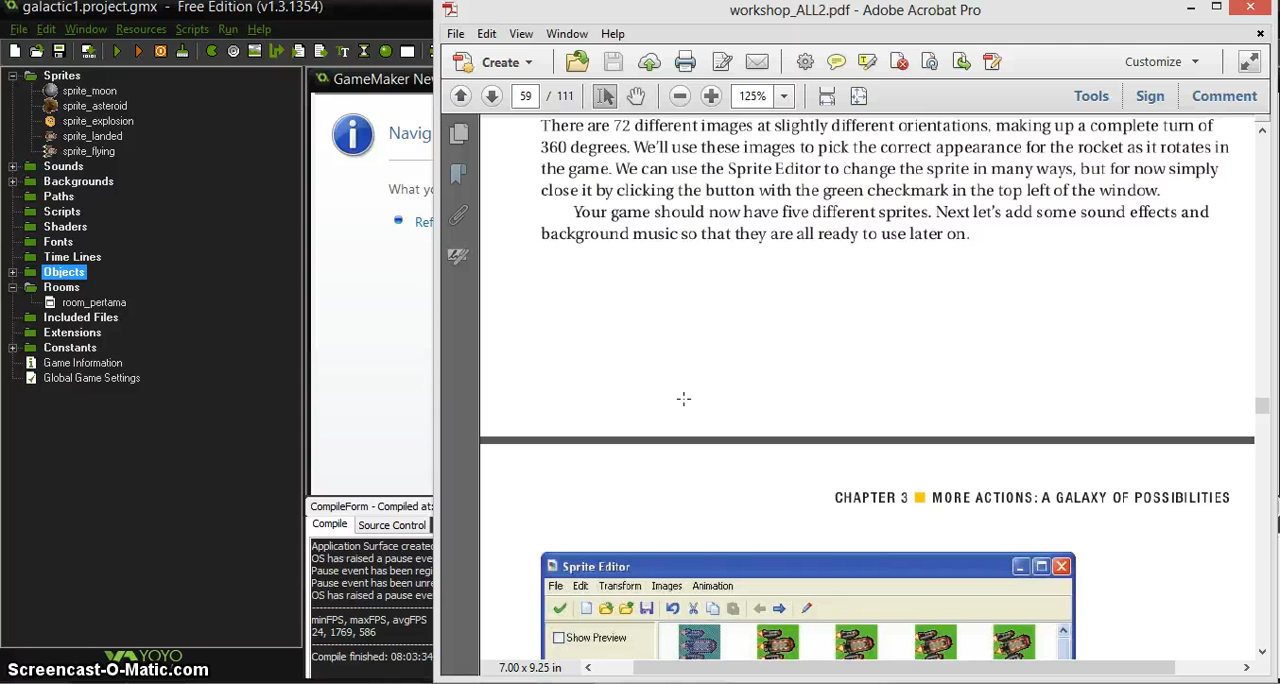 galactic1.project.gmx - Free Edition (v1.3.1354)
File Edit Window Resources Scripts Run Help
Sprites
sprite_moon
sprite_asteroid
sprite_explosion
sprite_landed
sprite_flying
Sounds
Backgrounds
Paths
Scripts
Shaders
Fonts
Time Lines
Objects
Rooms
room_pertama
Included Files
Extensions
Constants
Game Information
Global Game Settings
YOYO
GameMaker New
Navig
What yo
Ref
CompileForm - Compiled at:
Compile Source Control
Application Surface created
OS has raised a pause eve
Pause event has been regi
Pause event has been unre
OS has raised a pause eve
minFPS, maxFPS, avgFPS
24, 1769, 586
Compile finished: 08:03:34
workshop_ALL2.pdf - Adobe Acrobat Pro
File Edit View Window Help
Create
Customize
59 / 111
125%
Tools Sign Comment
There are 72 different images at slightly different orientations, making up a complete turn of
360 degrees. We'll use these images to pick the correct appearance for the rocket as it rotates in
the game. We can use the Sprite Editor to change the sprite in many ways, but for now simply
close it by clicking the button with the green checkmark in the top left of the window.
Your game should now have five different sprites. Next let's add some sound effects and
background music so that they are all ready to use later on.
CHAPTER 3 ■ MORE ACTIONS: A GALAXY OF POSSIBILITIES
Sprite Editor
File Edit Transform Images Animation
Show Preview
7.00 x 9.25 in
Screencast-O-Matic.com